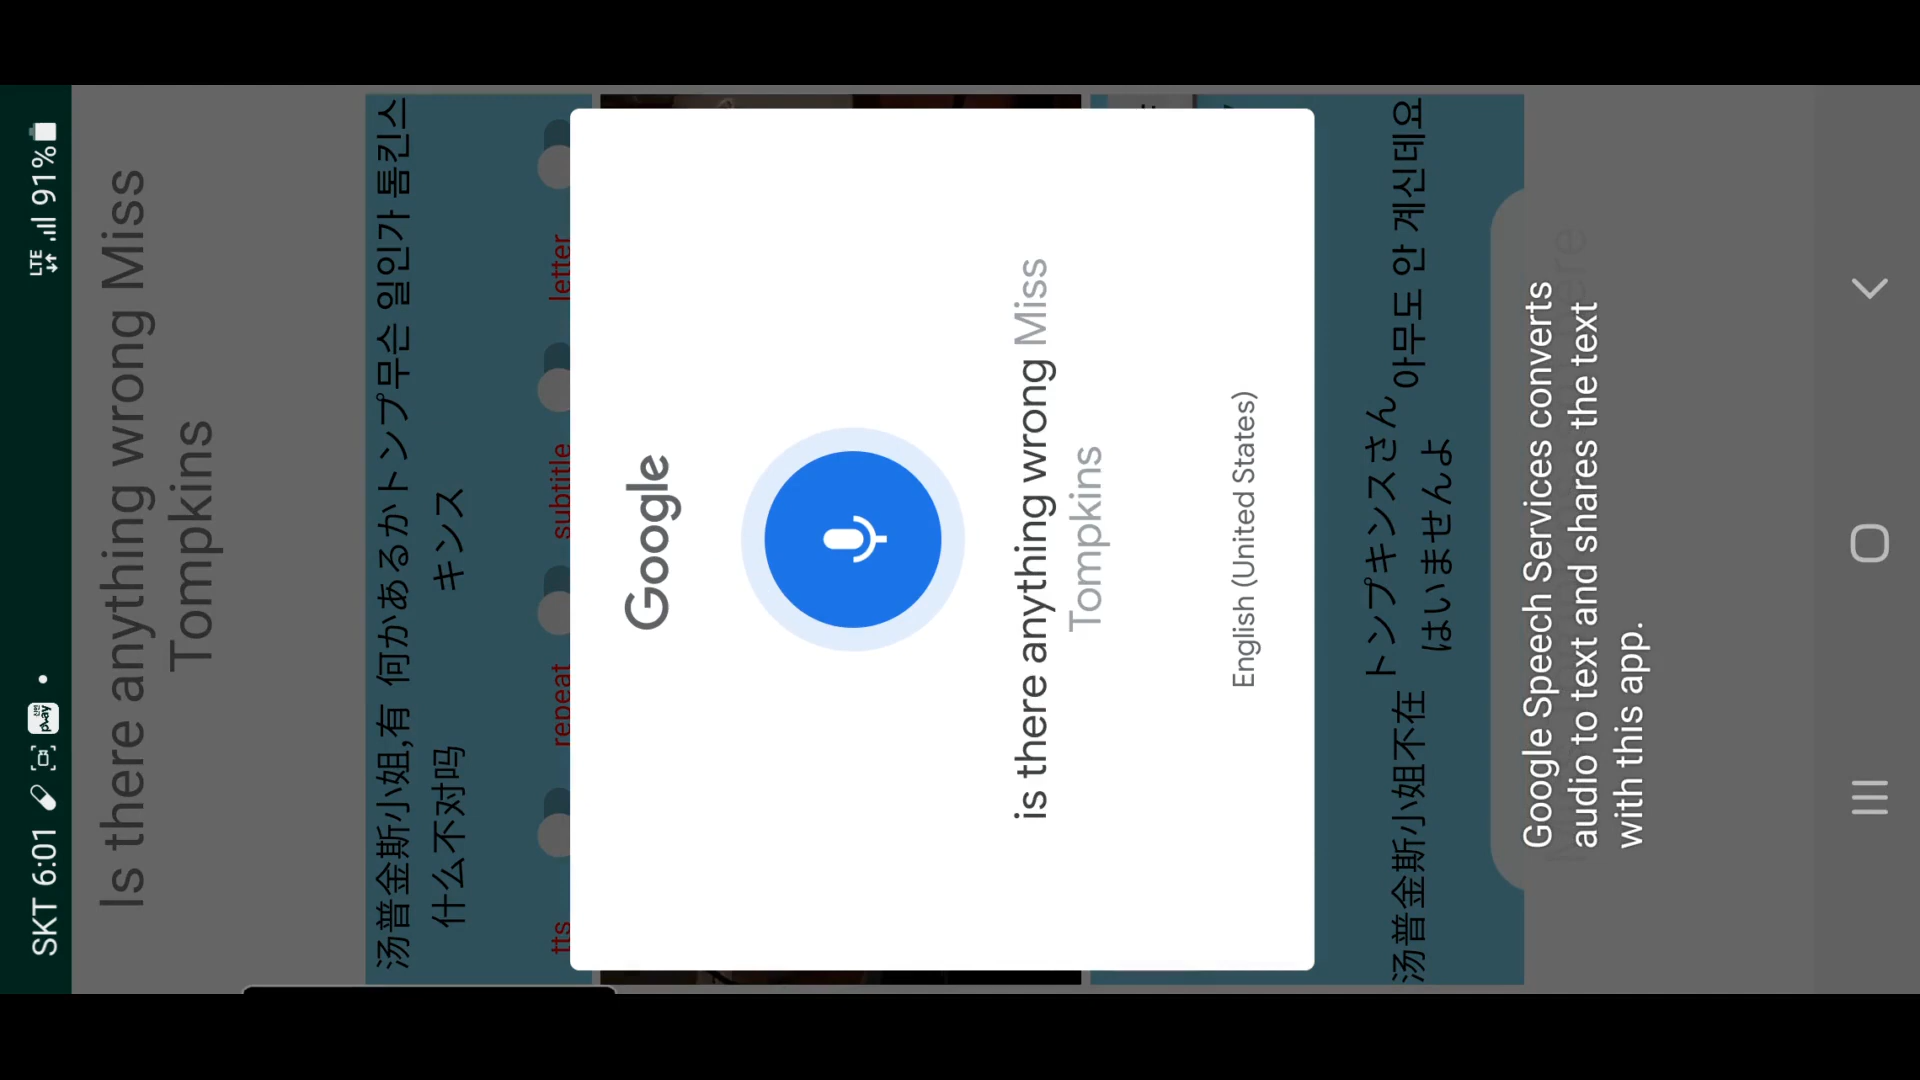 SKT 6:01
LTE
91%
Is there anything wrong Miss
Tompkins
汤普金斯小姐,有
什么不对吗
何かあるかトンプ
キンス
무슨 일인가 톰킨스
tts
repeat
subtitle
letter
Google
is there anything wrong Miss
Tompkins
English (United States)
汤普金斯小姐不在
トンプキンスさん
はいませんよ
아무도 안 계신데요
Google Speech Services converts
audio to text and shares the text
with this app.